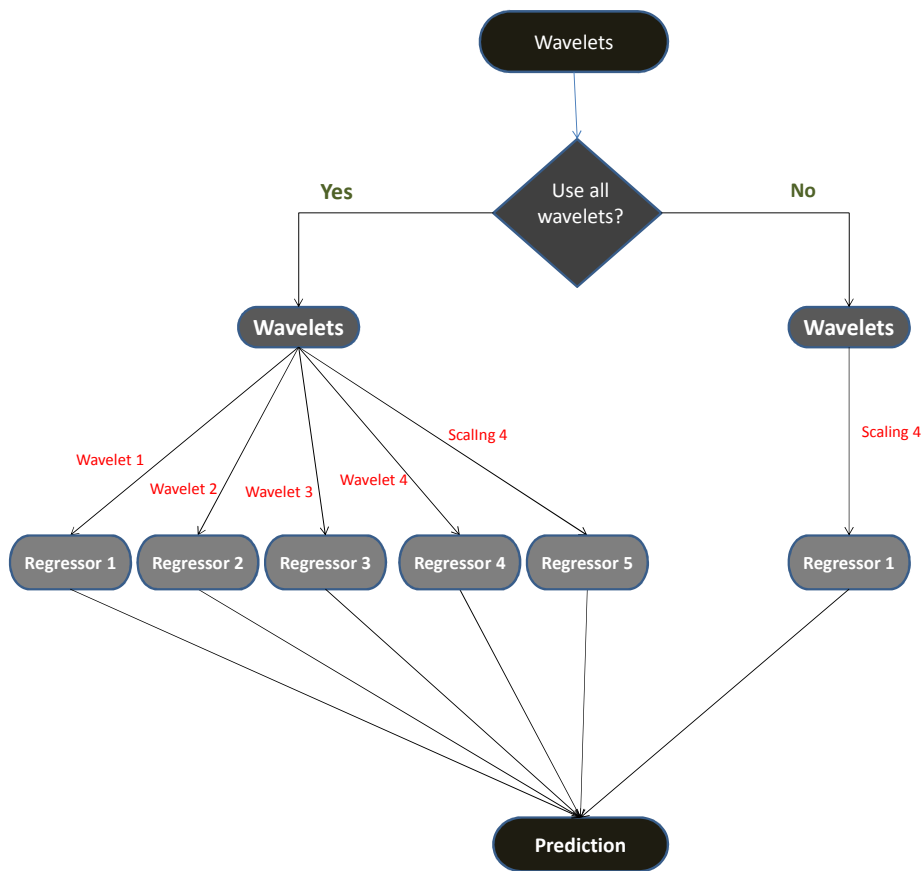 Wavelets
Use all
wavelets?
Yes
No
Wavelets
Wavelets
Wavelet 1
Wavelet 2
Wavelet 3
Wavelet 4
Scaling 4
Scaling 4
Regressor 1
Regressor 2
Regressor 3
Regressor 4
Regressor 5
Regressor 1
Prediction